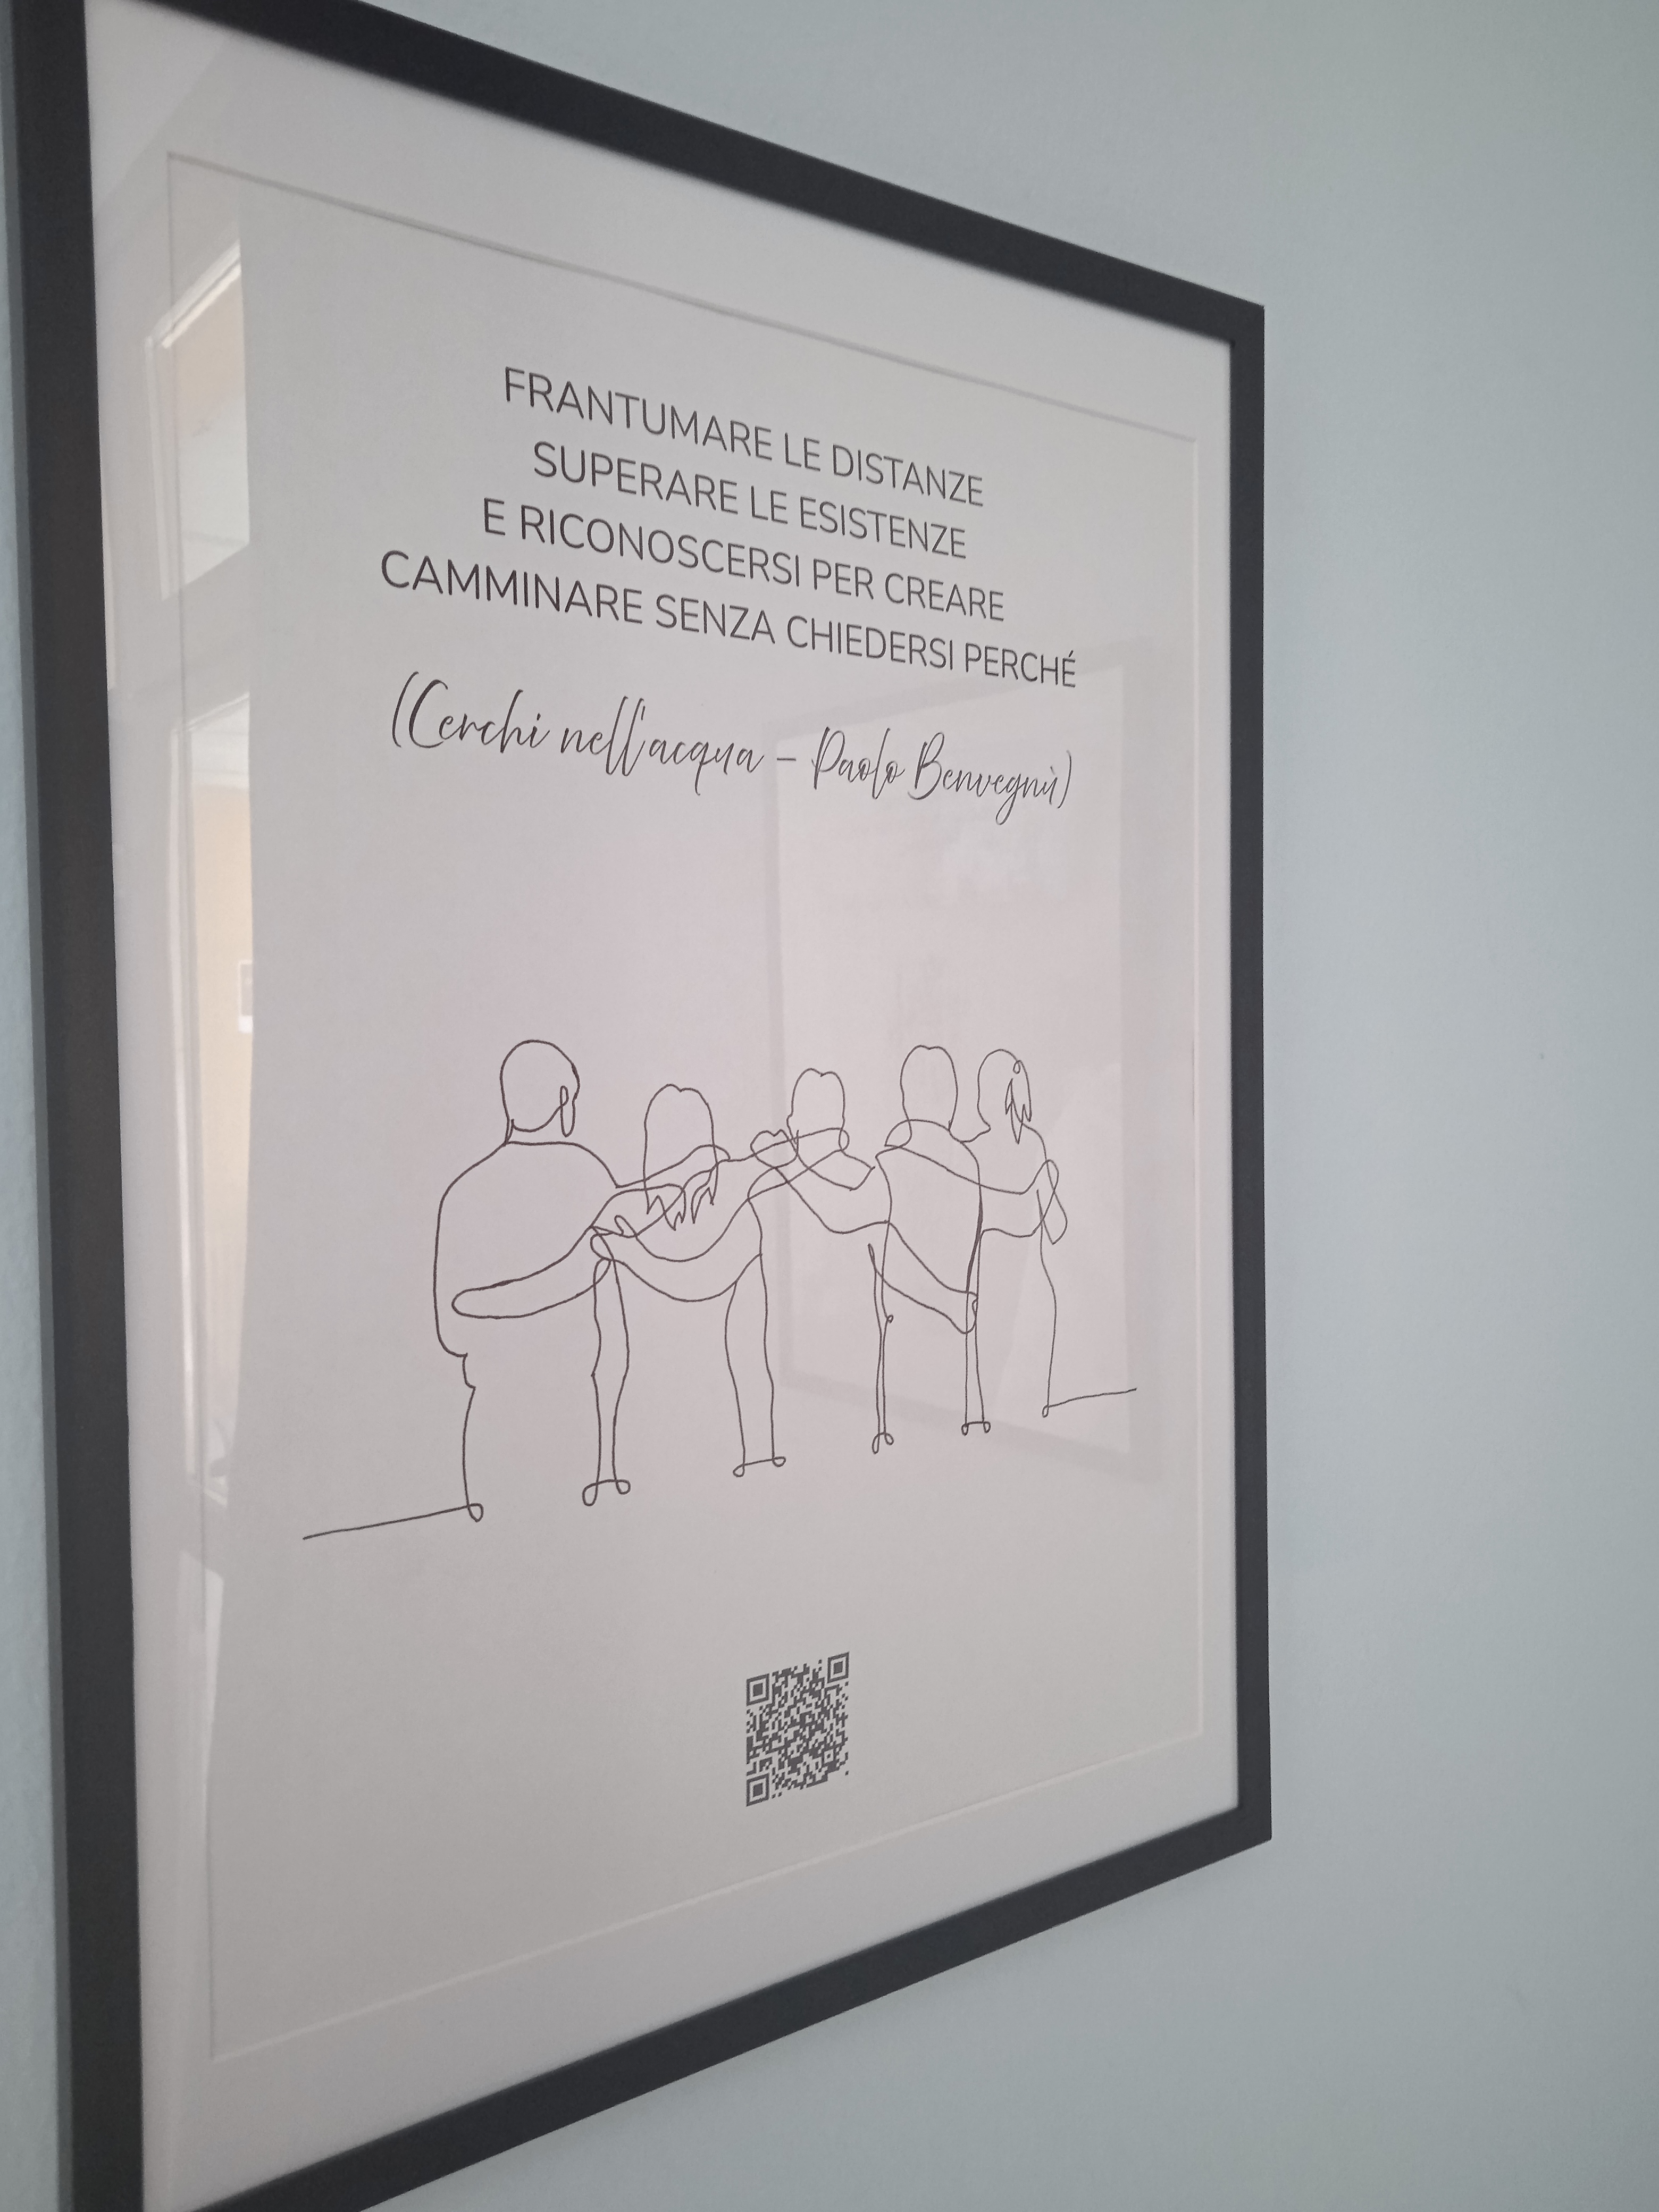 FRANTUMARE LE DISTANZE
SUPERARE LE ESISTENZE
E RICONOSCERSI PER CREARE
CAMMINARE SENZA CHIEDERSI PERCHÉ
(Cerchi nell'acqua – Paolo Benvegnù)